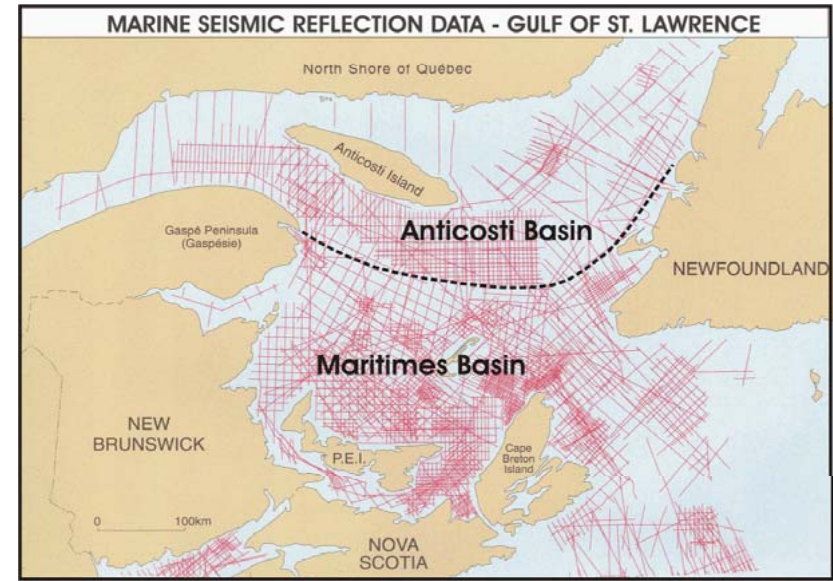 MARINE SEISMIC REFLECTION DATA - GULF OF ST. LAWRENCE
North Shore of Québec
Anticosti Island
Gaspé Peninsula
(Gaspésie)
Anticosti Basin
NEWFOUNDLAND
Maritimes Basin
NEW
BRUNSWICK
P.E.I.
Cape
Breton
Island
0 100km
NOVA
SCOTIA